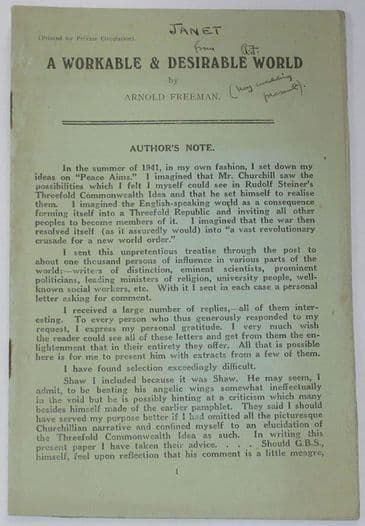 JANET
(Printed for Private Circulation).
from A.F.
A WORKABLE & DESIRABLE WORLD
by
ARNOLD FREEMAN.
(my wedding
present).
AUTHOR'S NOTE.
In the summer of 1941, in my own fashion, I set down my
ideas on "Peace Aims." I imagined that Mr. Churchill saw the
possibilities which I felt I myself could see in Rudolf Steiner's
Threefold Commonwealth Idea and that he set himself to realise
them. I imagined the English-speaking world as a consequence
forming itself into a Threefold Republic and inviting all other
peoples to become members of it. I imagined that the war then
resolved itself (as it assuredly would) into "a vast revolutionary
crusade for a new world order."
I sent this unpretentious treatise through the post to
about one thousand persons of influence in various parts of the
world:—writers of distinction, eminent scientists, prominent
politicians, leading ministers of religion, university people, well-
known social workers, etc. With it I sent in each case a personal
letter asking for comment.
I received a large number of replies,—all of them inter-
esting. To every person who thus generously responded to my
request, I express my personal gratitude. I very much wish
the reader could see all of these letters and get from them the en-
lightenment that in their entirety they offer. All that is possible
here is for me to present him with extracts from a few of them.
I have found selection exceedingly difficult.
Shaw I included because it was Shaw. He may seem, I
admit, to be beating his angelic wings somewhat ineffectually
in the void but he is possibly hinting at a criticism which many
besides himself made of the earlier pamphlet. They said I should
have served my purpose better if I had omitted all the picturesque
Churchillian narrative and confined myself to an elucidation of
the Threefold Commonwealth Idea as such. In writing this
present paper I have taken their advice. . . . Should G.B.S.,
himself, feel upon reflection that his comment is a little meagre,
1